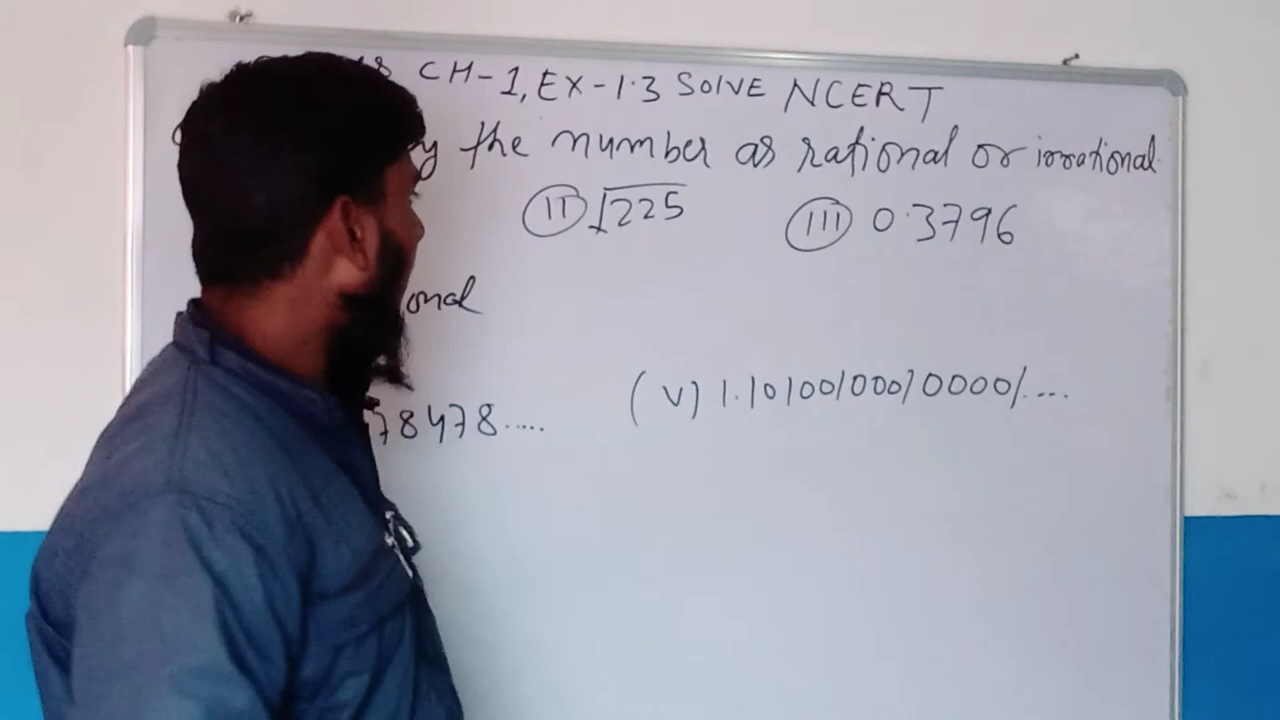 CH-1, EX-1.3 SOLVE NCERT
the number as rational or irrational
(II) √225 (III) 0.3796
onal
78478.....
(V) 1.101001000100001....